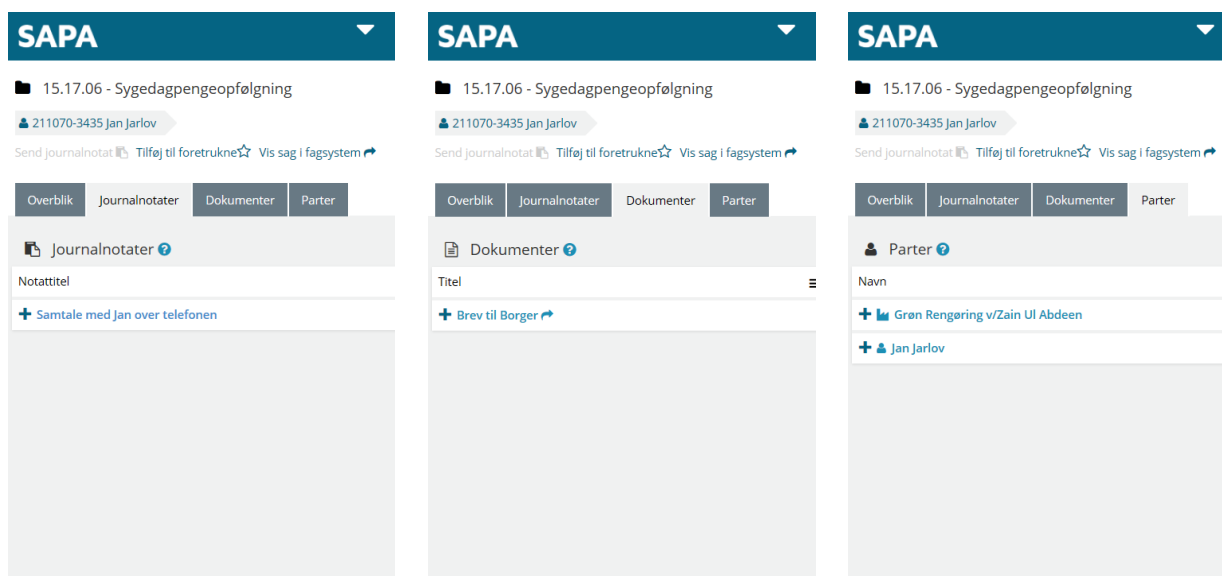 SAPA
15.17.06 - Sygedagpengeopfølgning
211070-3435 Jan Jarlov
Send journalnotat Tilføj til foretrukne Vis sag i fagsystem
Overblik Journalnotater Dokumenter Parter
Journalnotater
Notattitel
Samtale med Jan over telefonen
SAPA
15.17.06 - Sygedagpengeopfølgning
211070-3435 Jan Jarlov
Send journalnotat Tilføj til foretrukne Vis sag i fagsystem
Overblik Journalnotater Dokumenter Parter
Dokumenter
Titel
Brev til Borger
SAPA
15.17.06 - Sygedagpengeopfølgning
211070-3435 Jan Jarlov
Send journalnotat Tilføj til foretrukne Vis sag i fagsystem
Overblik Journalnotater Dokumenter Parter
Parter
Navn
Grøn Rengøring v/Zain Ul Abdeen
Jan Jarlov